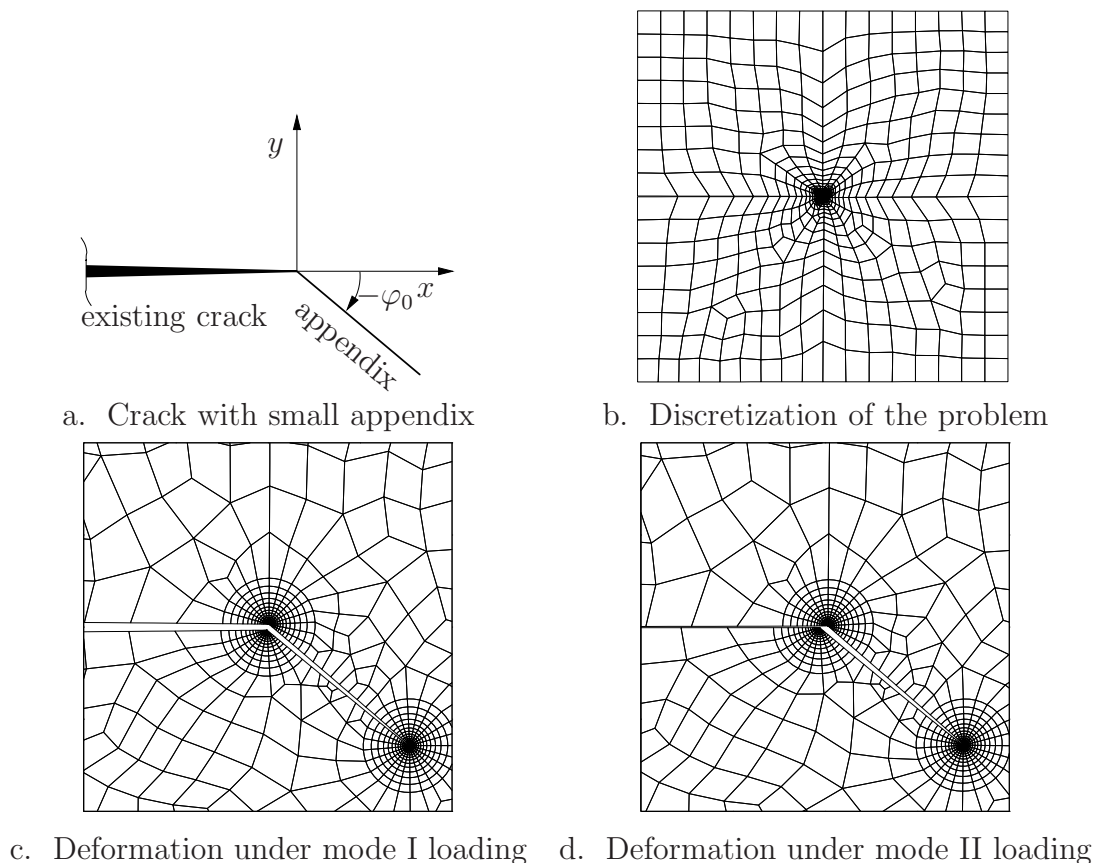 y
−φ₀ x
existing crack
appendix
a. Crack with small appendix
b. Discretization of the problem
c. Deformation under mode I loading
d. Deformation under mode II loading